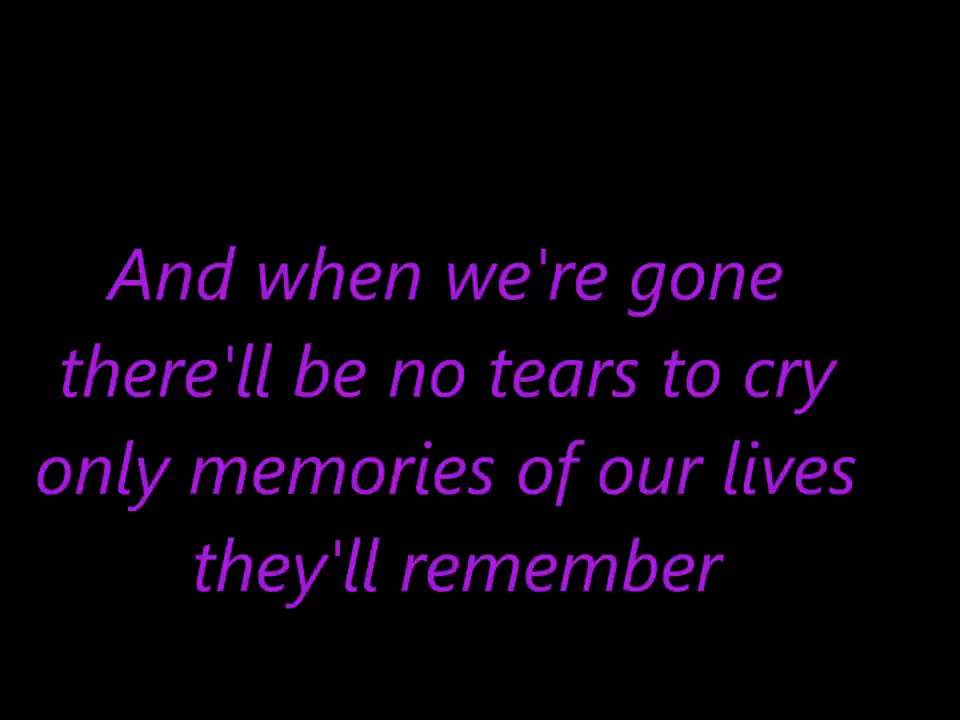 And when we're gone
there'll be no tears to cry
only memories of our lives
they'll remember